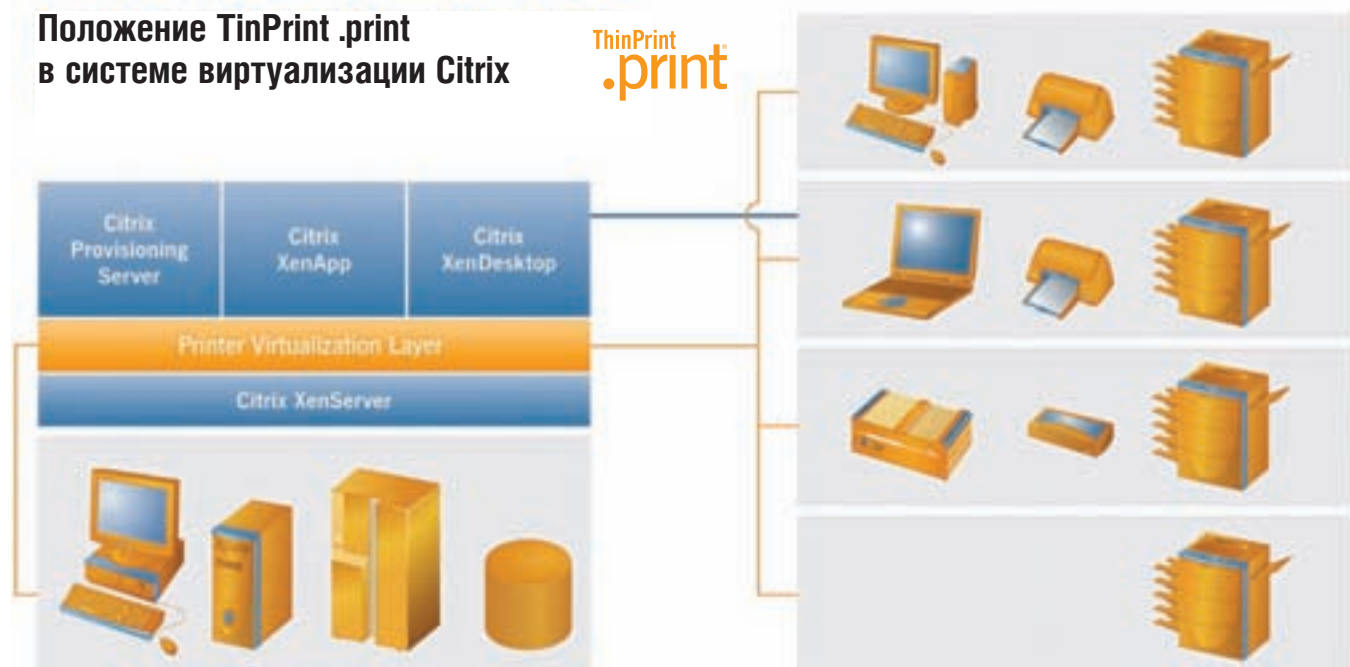 Положение TinPrint .print
в системе виртуализации Citrix
ThinPrint
.print
Citrix
Provisioning
Server
Citrix
XenApp
Citrix
XenDesktop
Printer Virtualization Layer
Citrix XenServer